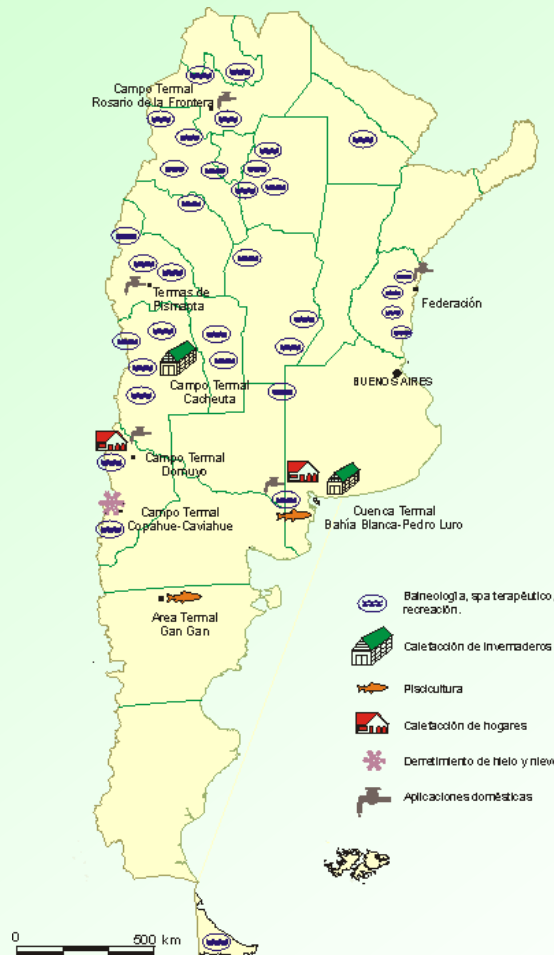 Campo Termal
Rosario de la Frontera
Termas de
Pismanta
Federación
Campo Termal
Cacheuta
BUENOS AIRES
Campo Termal
Domuyo
Campo Termal
Copahue-Caviahue
Cuenca Termal
Bahía Blanca-Pedro Luro
Area Termal
Gan Gan
Balneología, spa terapéutico,
recreación.
Calefacción de invernaderos
Piscicultura
Calefacción de hogares
Derretimiento de hielo y nieve
Aplicaciones domésticas
0 500 km